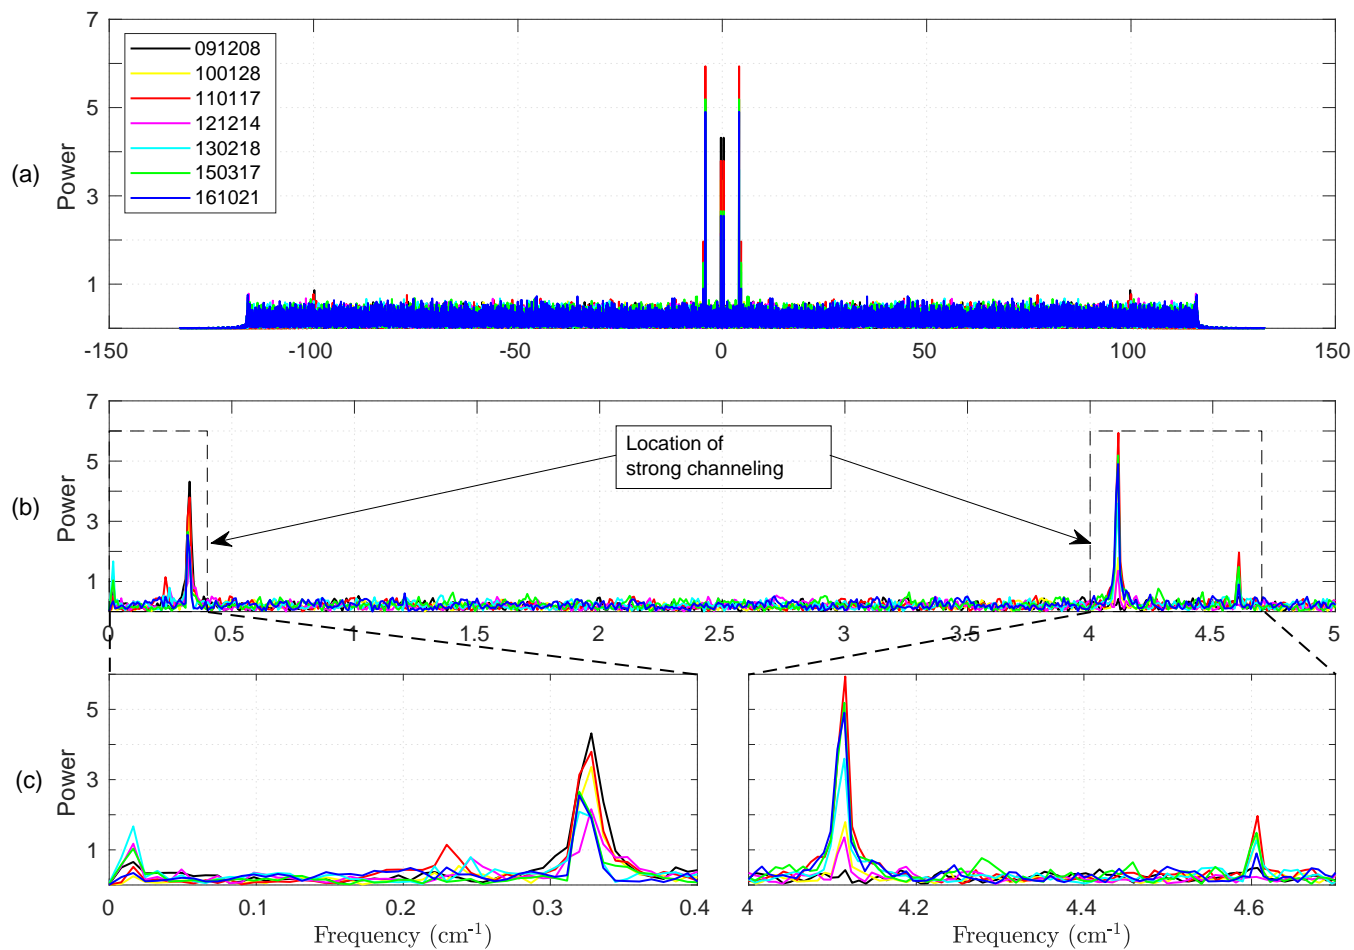 (a)
Power
7
5
3
1
091208
100128
110117
121214
130218
150317
161021
-150 -100 -50 0 50 100 150
(b)
Power
7
5
3
1
Location of
strong channeling
0 0.5 1 1.5 2 2.5 3 3.5 4 4.5 5
(c)
Power
5
3
1
0 0.1 0.2 0.3 0.4
Frequency (cm⁻¹)
4 4.2 4.4 4.6
Frequency (cm⁻¹)